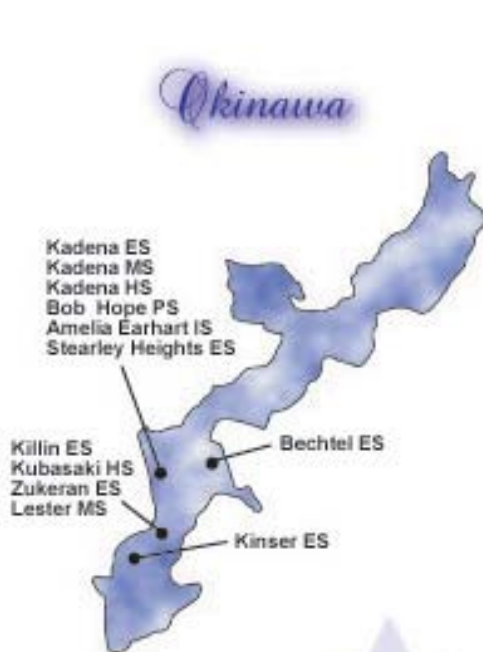 Okinawa
Kadena ES
Kadena MS
Kadena HS
Bob Hope PS
Amelia Earhart IS
Stearley Heights ES
Killin ES
Kubasaki HS
Zukeran ES
Lester MS
Bechtel ES
Kinser ES